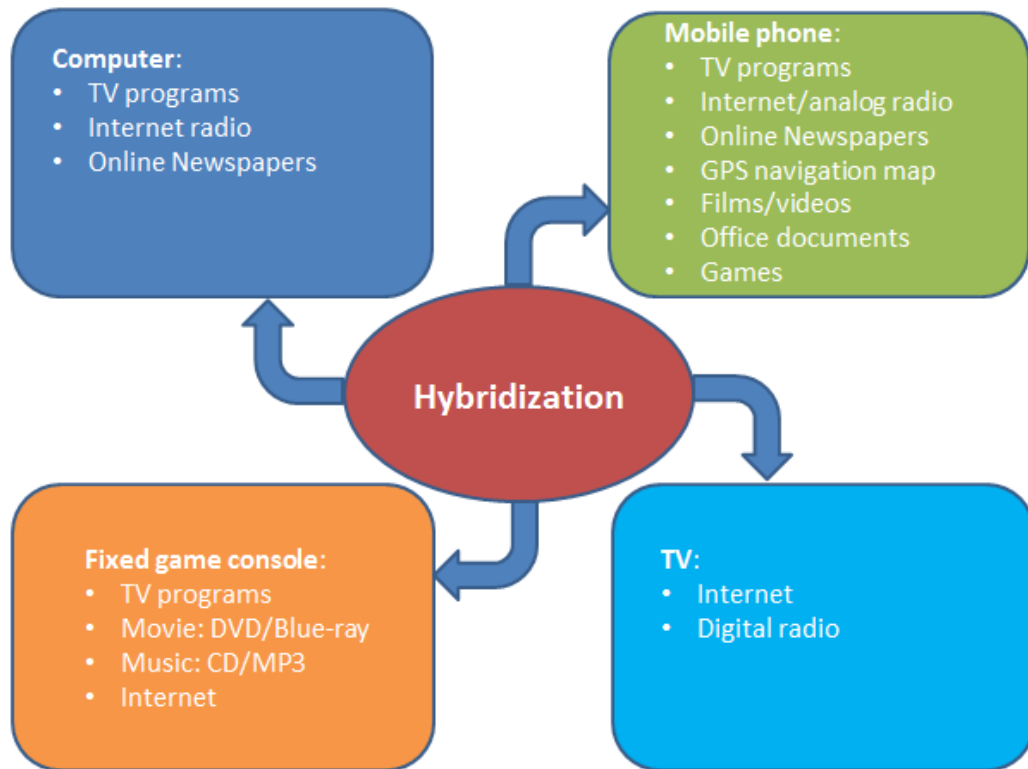 Computer:
• TV programs
• Internet radio
• Online Newspapers
Mobile phone:
• TV programs
• Internet/analog radio
• Online Newspapers
• GPS navigation map
• Films/videos
• Office documents
• Games
Hybridization
Fixed game console:
• TV programs
• Movie: DVD/Blue-ray
• Music: CD/MP3
• Internet
TV:
• Internet
• Digital radio